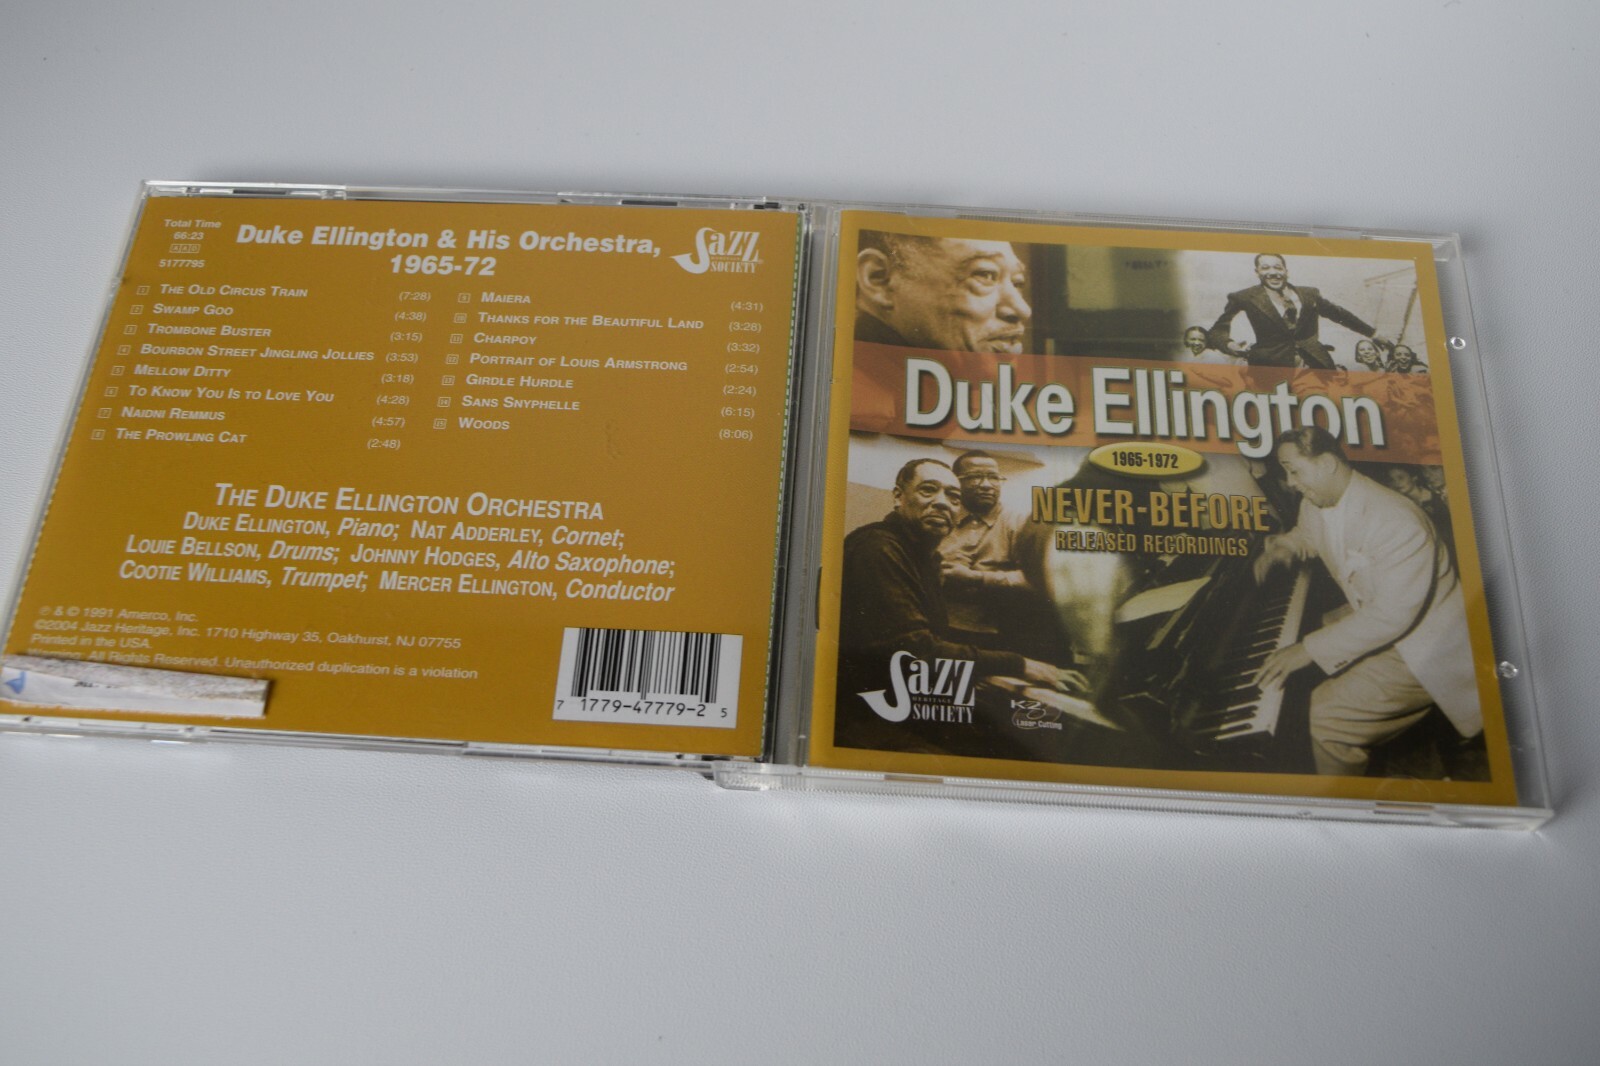 Total Time
66:23
AAD
5177795
Duke Ellington & His Orchestra,
1965-72
Jazz
HERITAGE
SOCIETY
1 THE OLD CIRCUS TRAIN (7:28)
2 SWAMP GOO (4:38)
3 TROMBONE BUSTER (3:15)
4 BOURBON STREET JINGLING JOLLIES (3:53)
5 MELLOW DITTY (3:18)
6 TO KNOW YOU IS TO LOVE YOU (4:28)
7 NAIDNI REMMUS (4:57)
8 THE PROWLING CAT (2:48)
9 MAIERA (4:31)
10 THANKS FOR THE BEAUTIFUL LAND (3:28)
11 CHARPOY (3:32)
12 PORTRAIT OF LOUIS ARMSTRONG (2:54)
13 GIRDLE HURDLE (2:24)
14 SANS SNYPHELLE (6:15)
15 WOODS (8:06)
THE DUKE ELLINGTON ORCHESTRA
DUKE ELLINGTON, Piano; NAT ADDERLEY, Cornet;
LOUIE BELLSON, Drums; JOHNNY HODGES, Alto Saxophone;
COOTIE WILLIAMS, Trumpet; MERCER ELLINGTON, Conductor
℗ & © 1991 Amerco, Inc.
©2004 Jazz Heritage, Inc. 1710 Highway 35, Oakhurst, NJ 07755
Printed in the USA.
Warning: All Rights Reserved. Unauthorized duplication is a violation
7 1779-47779-2 5
Duke Ellington
1965-1972
NEVER-BEFORE
RELEASED RECORDINGS
Jazz
HERITAGE
SOCIETY
K2
Laser Cutting